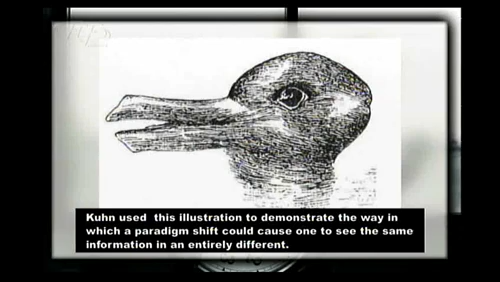 Kuhn used this illustration to demonstrate the way in
which a paradigm shift could cause one to see the same
information in an entirely different.